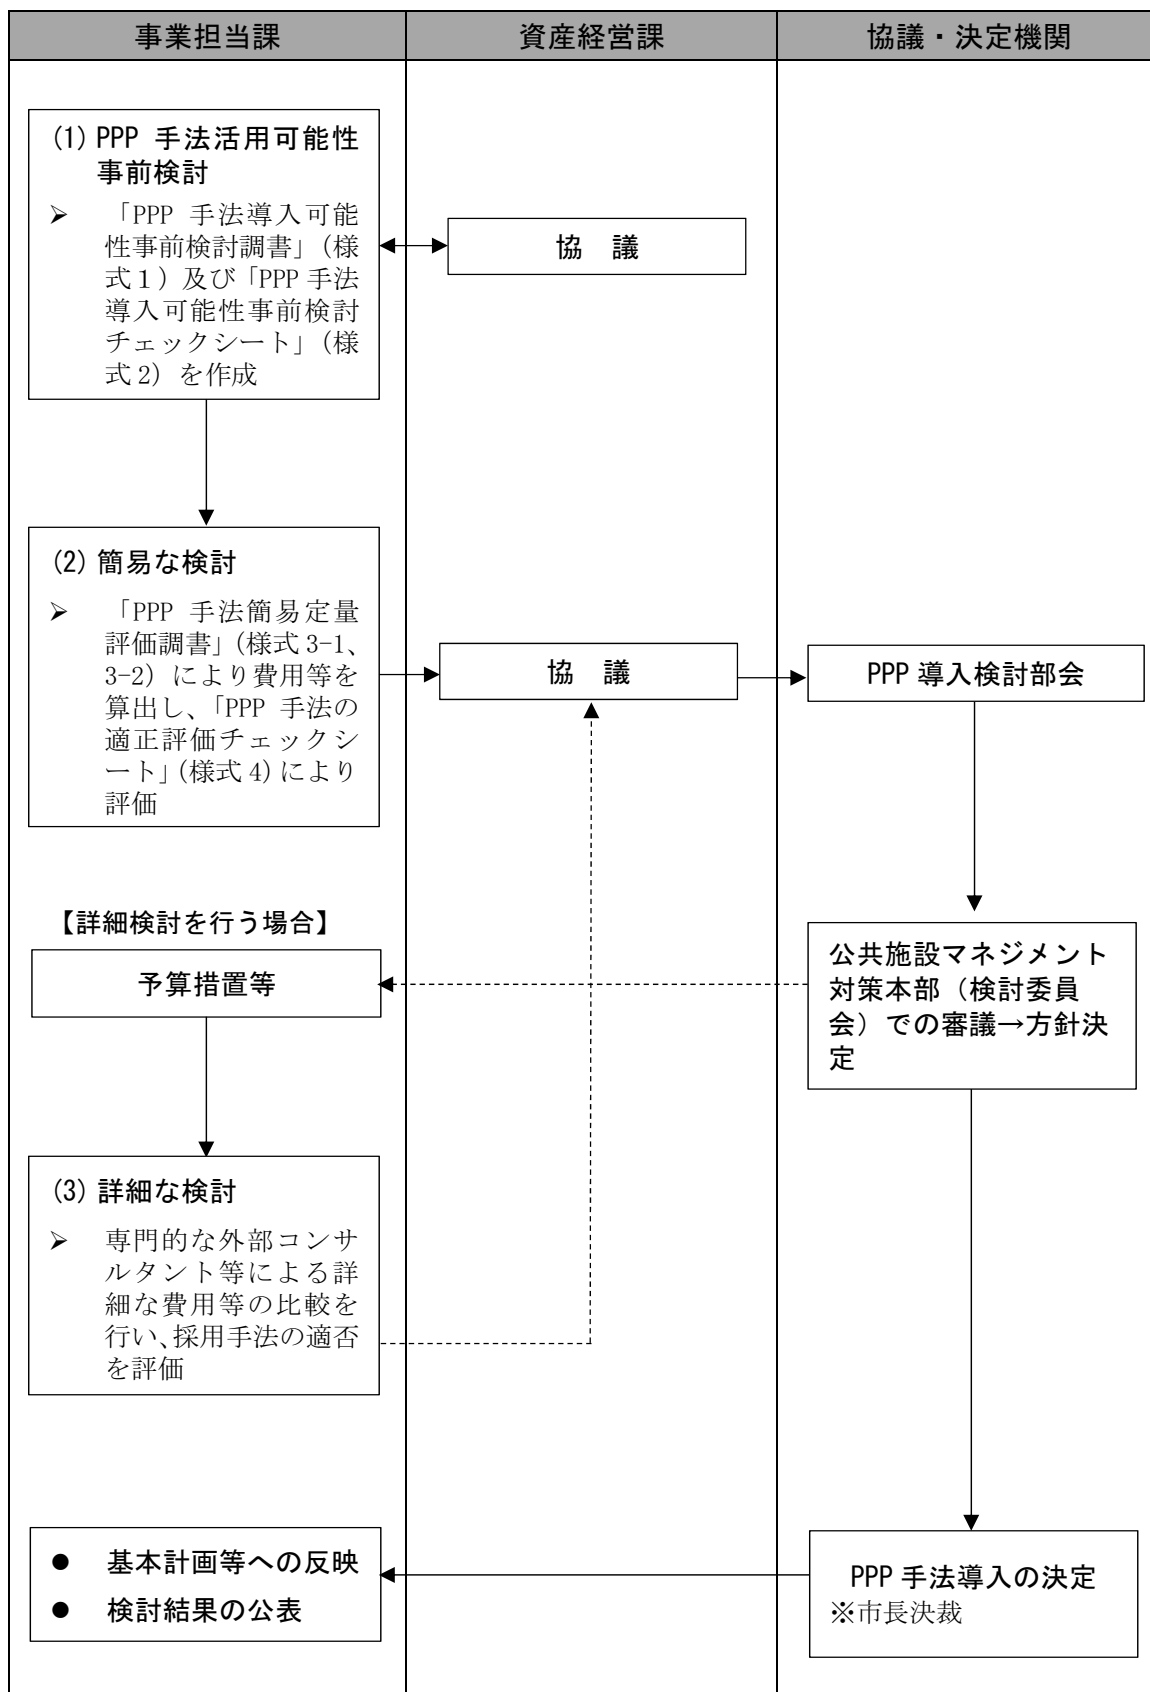 事業担当課
資産経営課
協議・決定機関
(1) PPP 手法活用可能性
事前検討
➢ 「PPP 手法導入可能
性事前検討調書」（様
式１）及び「PPP 手法
導入可能性事前検討
チェックシート」（様
式 2）を作成
協　議
(2) 簡易な検討
➢ 「PPP 手法簡易定量
評価調書」（様式 3-1、
3-2）により費用等を
算出し、「PPP 手法の
適正評価チェックシ
ート」（様式 4）により
評価
協　議
PPP 導入検討部会
【詳細検討を行う場合】
予算措置等
公共施設マネジメント
対策本部（検討委員
会）での審議→方針決
定
(3) 詳細な検討
➢ 専門的な外部コンサ
ルタント等による詳
細な費用等の比較を
行い、採用手法の適否
を評価
● 基本計画等への反映
● 検討結果の公表
PPP 手法導入の決定
※市長決裁